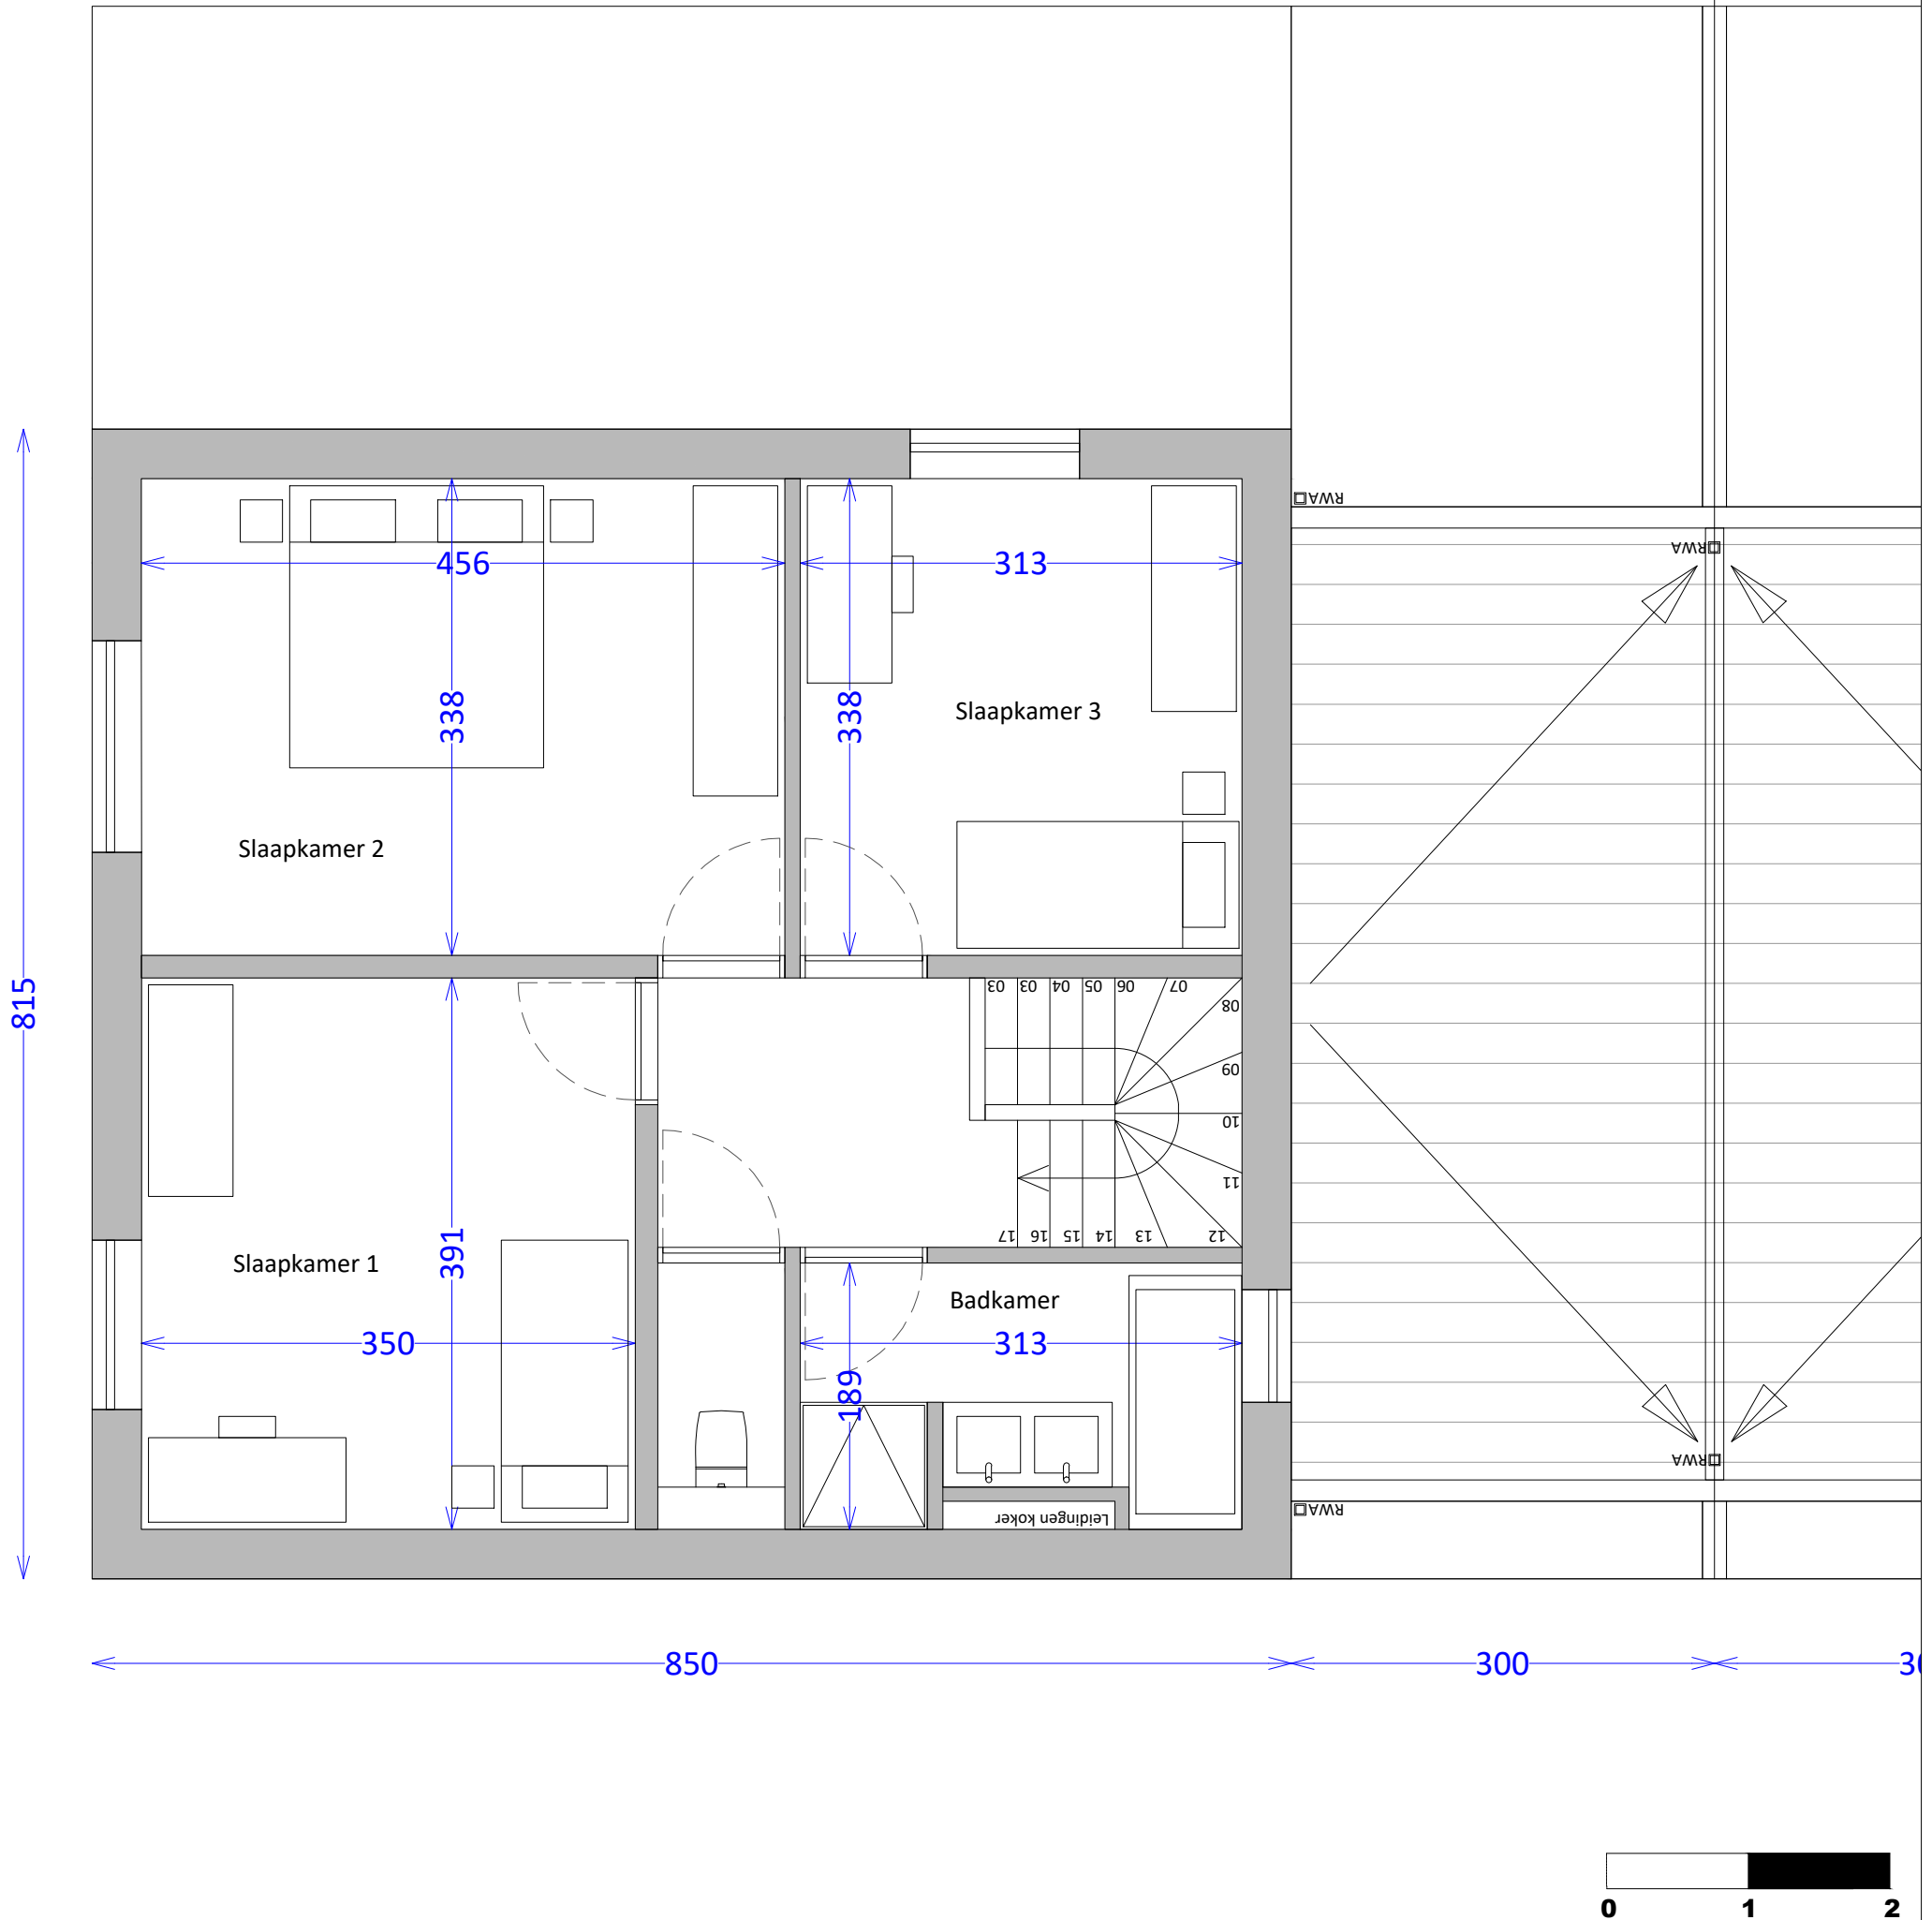 RWA
RWA
456
313
338
338
Slaapkamer 3
Slaapkamer 2
815
03 03 04 05 06 07
08
09
10
11
17 16 15 14 13 12
391
Slaapkamer 1
Badkamer
350
313
189
RWA
Leidingen koker
RWA
850
300
0 1 2